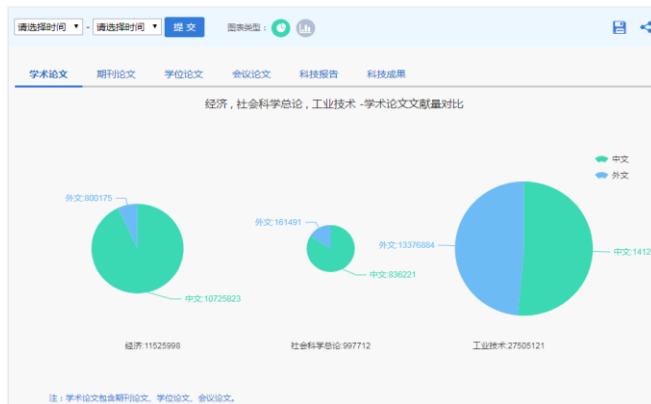 请选择时间 - 请选择时间 提交 图表类型：
学术论文 期刊论文 学位论文 会议论文 科技报告 科技成果
经济 , 社会科学总论 , 工业技术 -学术论文文献量对比
中文
外文
外文:800175
中文:10725823
外文:161491
中文:836221
外文:13376884
中文:1412
经济:11525998
社会科学总论:997712
工业技术:27505121
注：学术论文包含期刊论文、学位论文、会议论文。